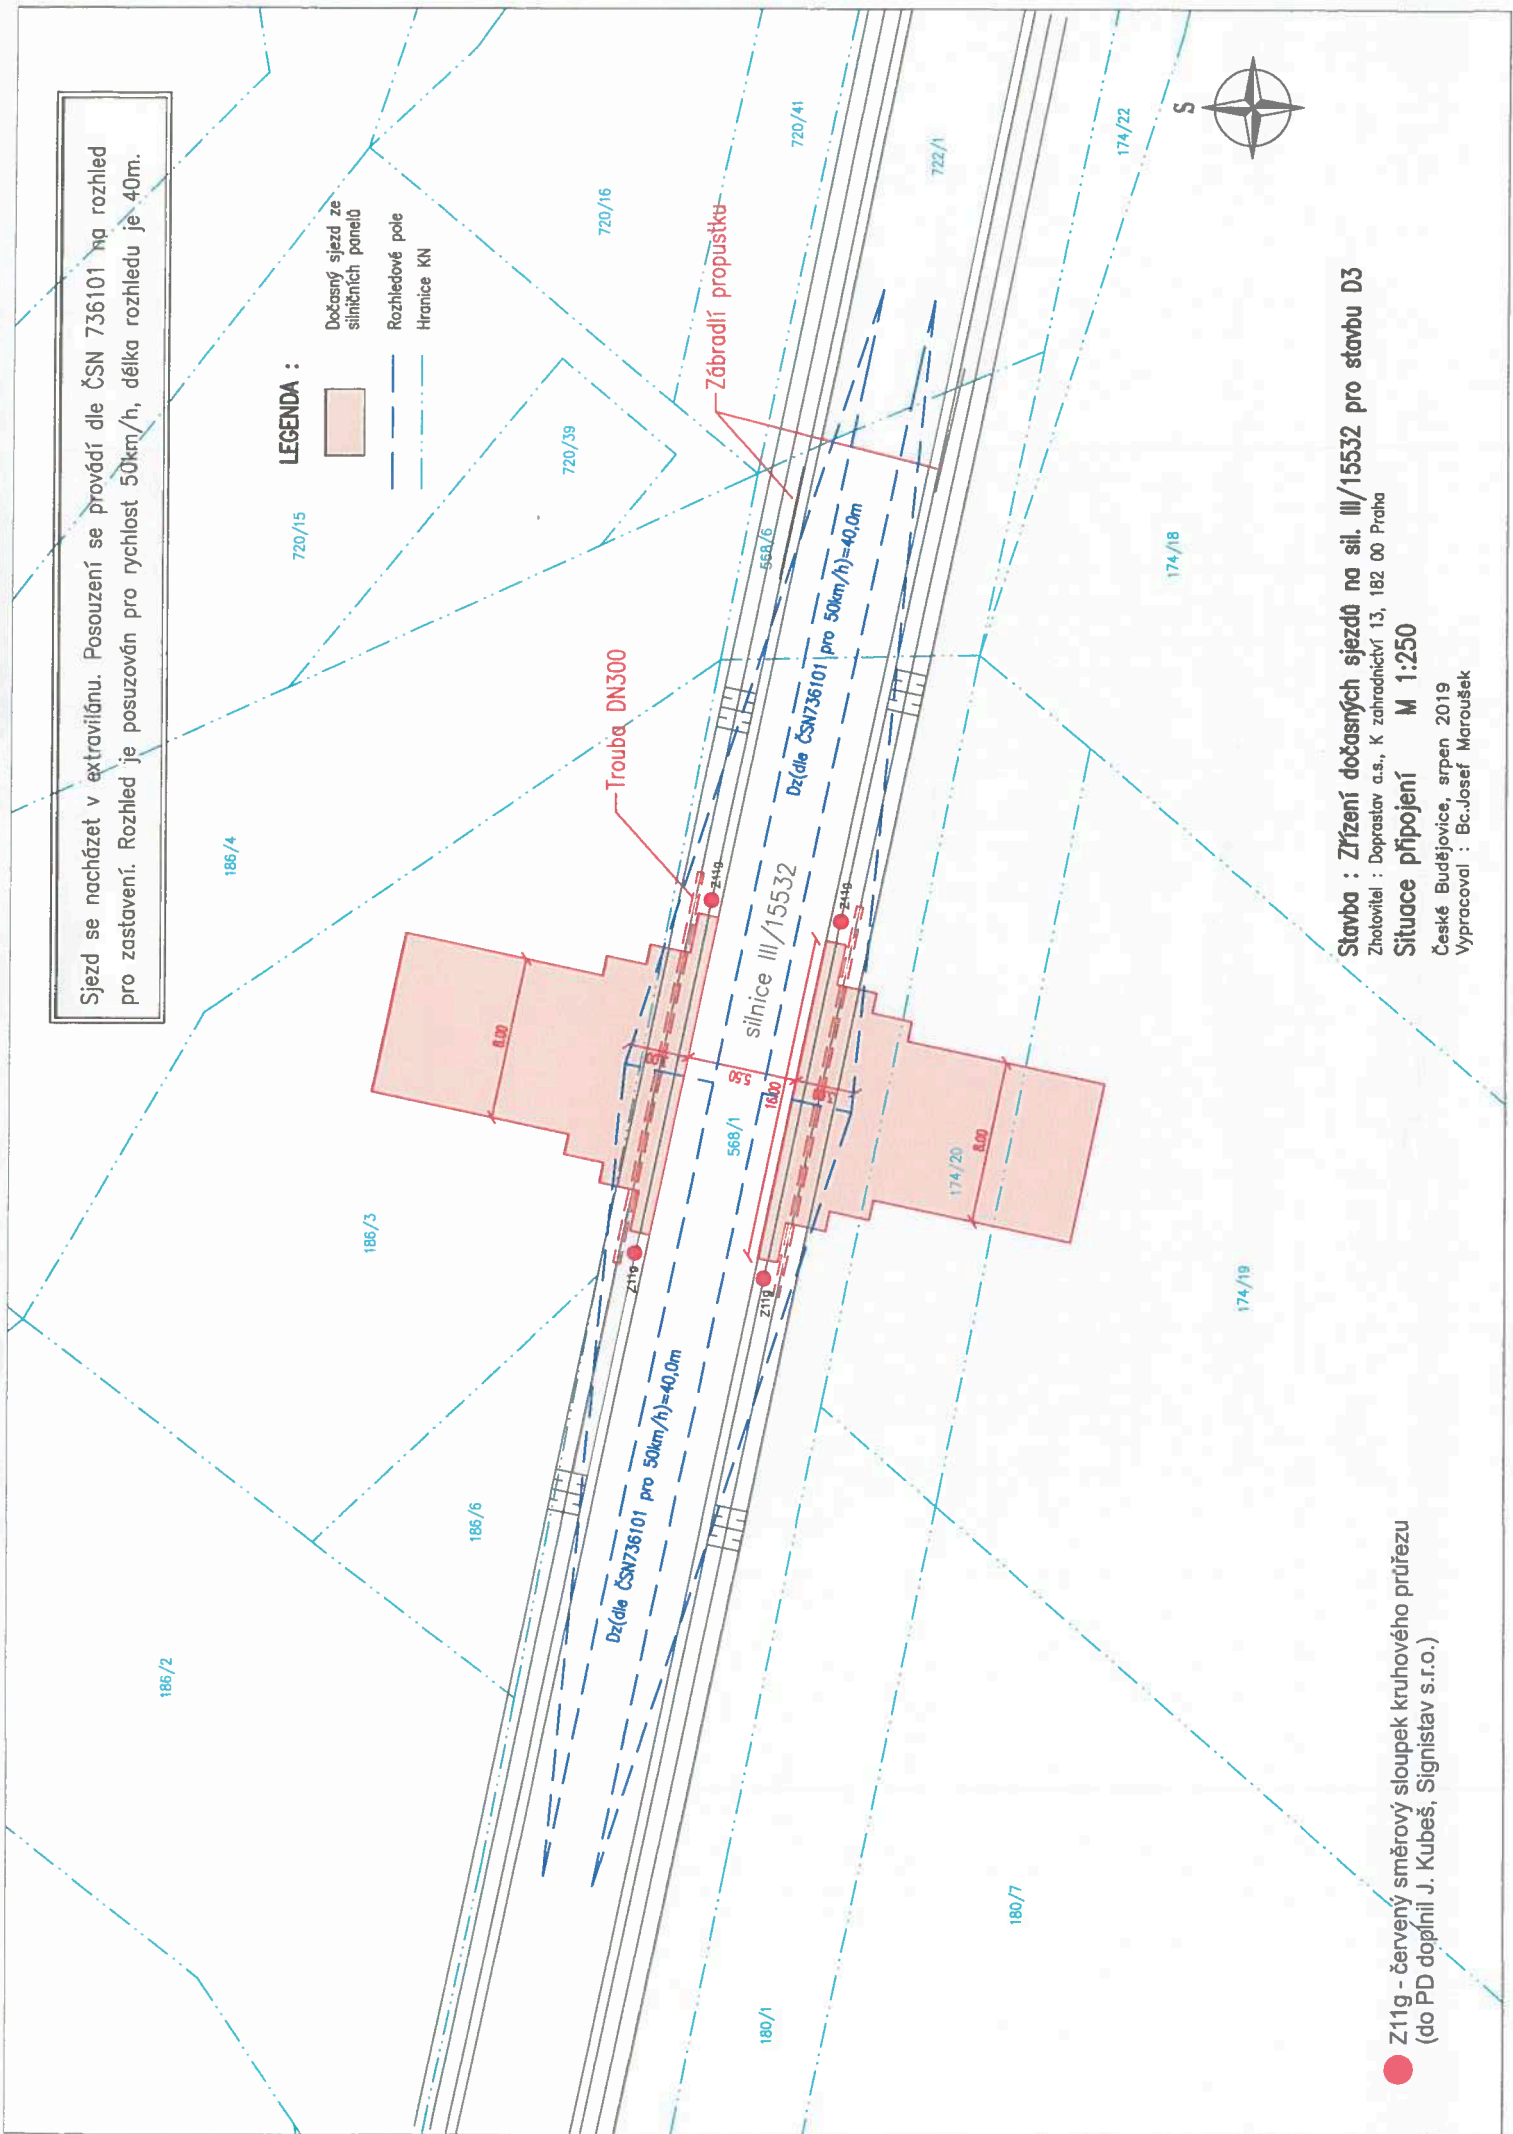 Sjezd se nacházet v extravilánu. Posouzení se provádí dle ČSN 736101 na rozhled
pro zastavení. Rozhled je posuzován pro rychlost 50km/h, délka rozhledu je 40m.
LEGENDA :
Dočasný sjezd ze
silničních panelů
Rozhledové pole
Hranice KN
720/15
720/39
720/16
720/41
722/1
174/22
S
186/4
186/3
186/6
186/2
568/6
568/1
174/18
174/20
174/19
180/1
180/7
Zábradlí propustku
Trouba DN300
silnice III/15532
Dz(dle ČSN736101 pro 50km/h)=40,0m
Dz(dle ČSN736101 pro 50km/h)=40,0m
8.00
8.00
16.00
5.50
Z11g
Z11g
Z11g
Z11g
Stavba : Zřízení dočasných sjezdů na sil. III/15532 pro stavbu D3
Zhotovitel : Doprastav a.s., K zahradnictví 13, 182 00 Praha
Situace připojení M 1:250
České Budějovice, srpen 2019
Vypracoval : Bc.Josef Maroušek
Z11g - červený směrový sloupek kruhového průřezu
(do PD doplnil J. Kubeš, Signistav s.r.o.)